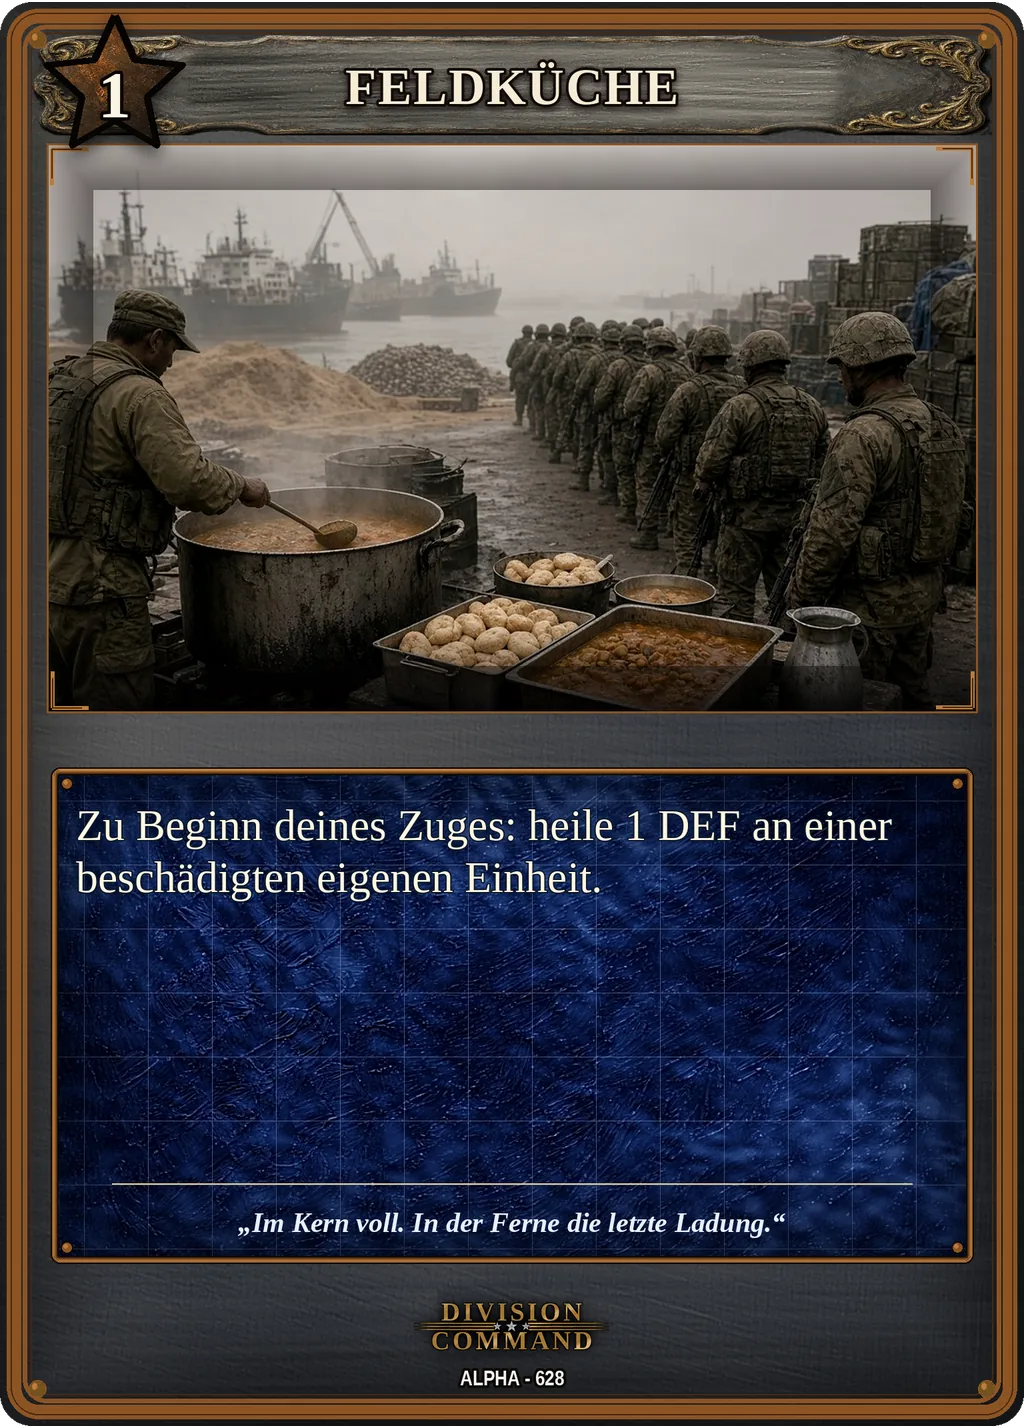 1
FELDKÜCHE
Zu Beginn deines Zuges: heile 1 DEF an einer
beschädigten eigenen Einheit.
„Im Kern voll. In der Ferne die letzte Ladung.“
DIVISION
COMMAND
ALPHA - 628